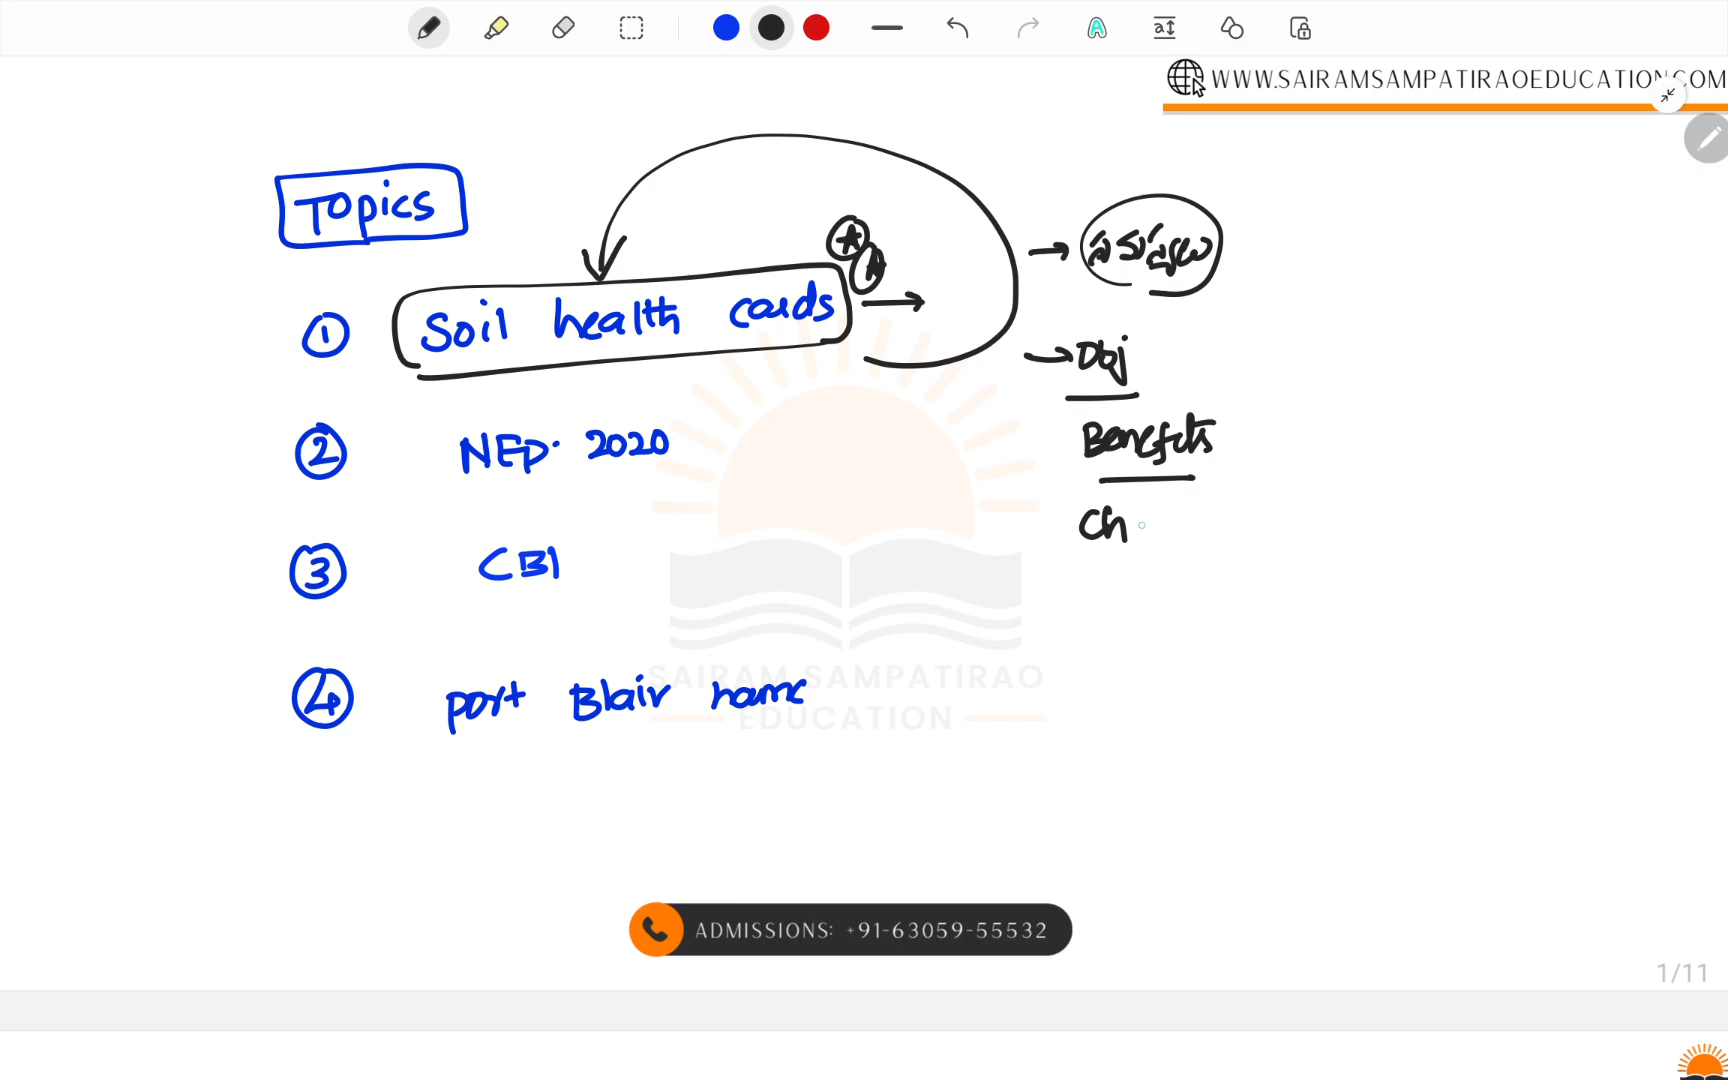 WWW.SAIRAMSAMPATIRAOEDUCATION.COM
Topics
① Soil health cards →
→ Obj
Benefits
Ch
② NEP. 2020
③ CBI
④ port Blair name
SAIRAM SAMPATIRAO
EDUCATION
ADMISSIONS: +91-63059-55532
1/11